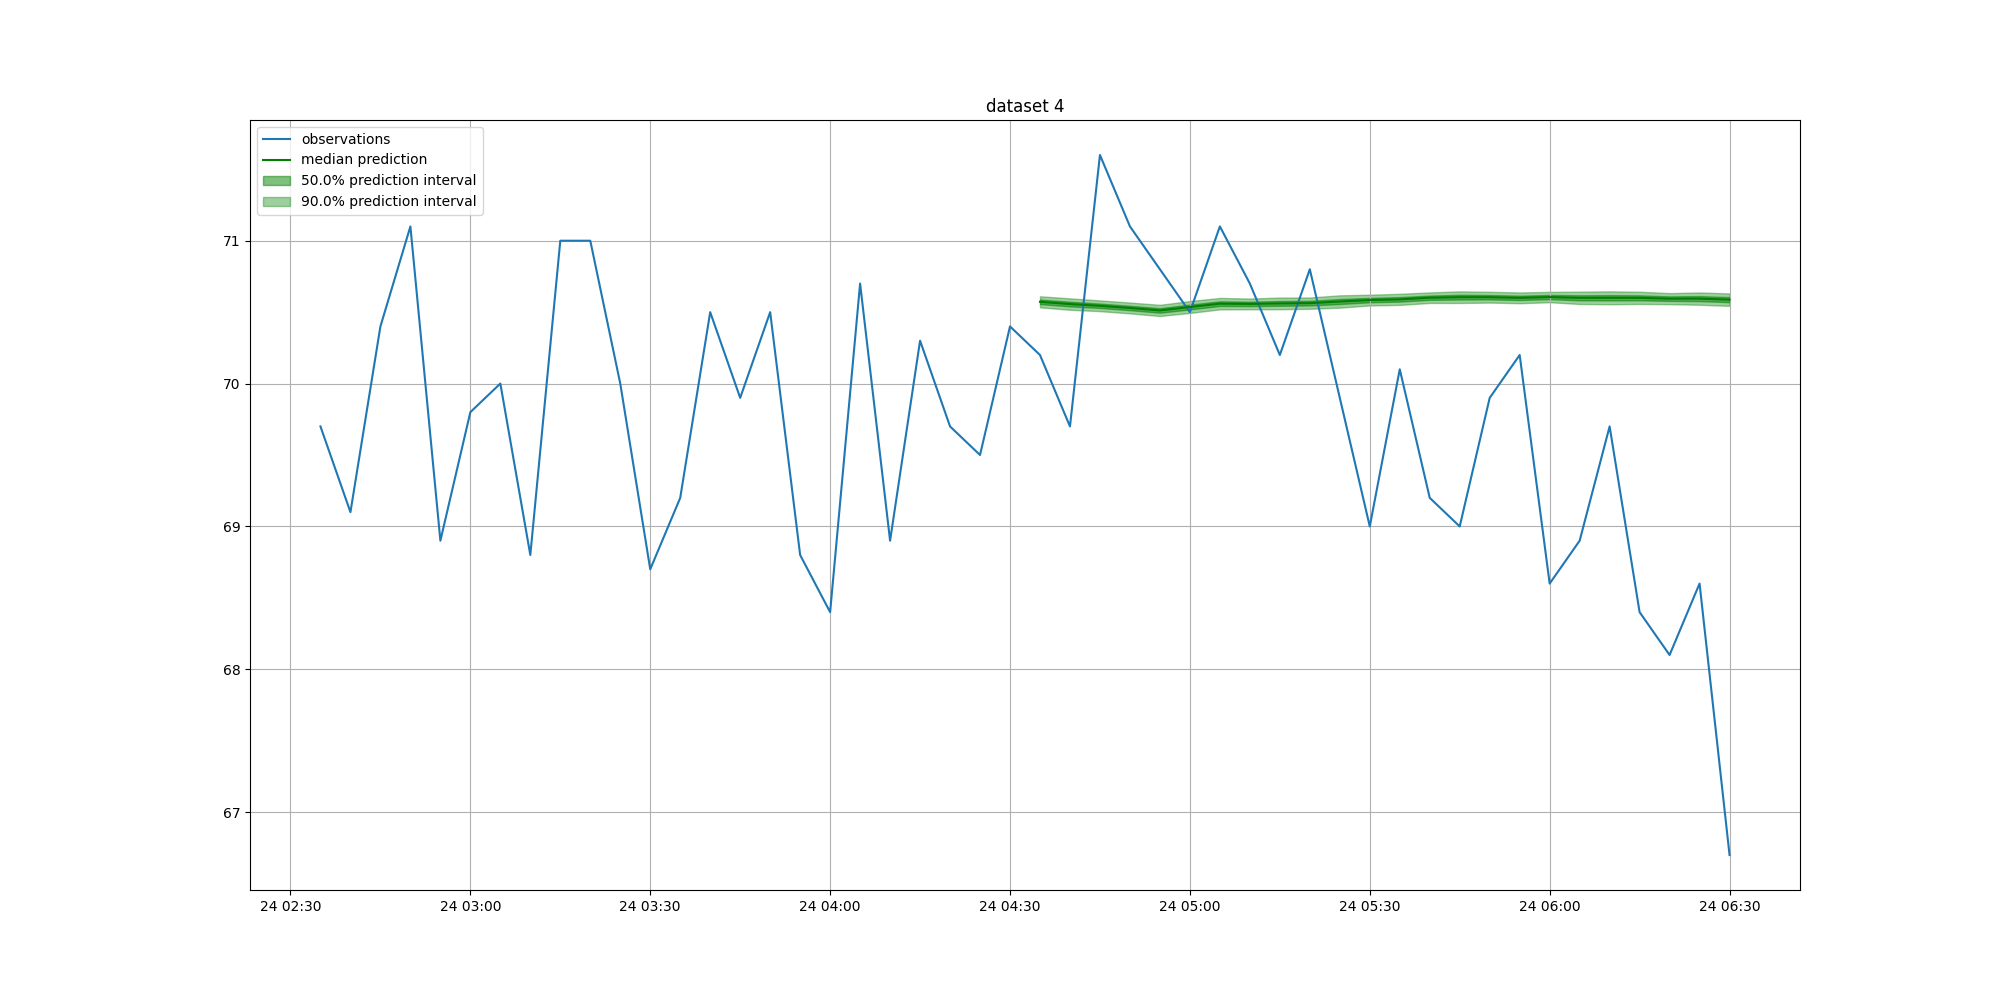 dataset 4
observations
median prediction
50.0% prediction interval
90.0% prediction interval
71
70
69
68
67
24 02:30
24 03:00
24 03:30
24 04:00
24 04:30
24 05:00
24 05:30
24 06:00
24 06:30